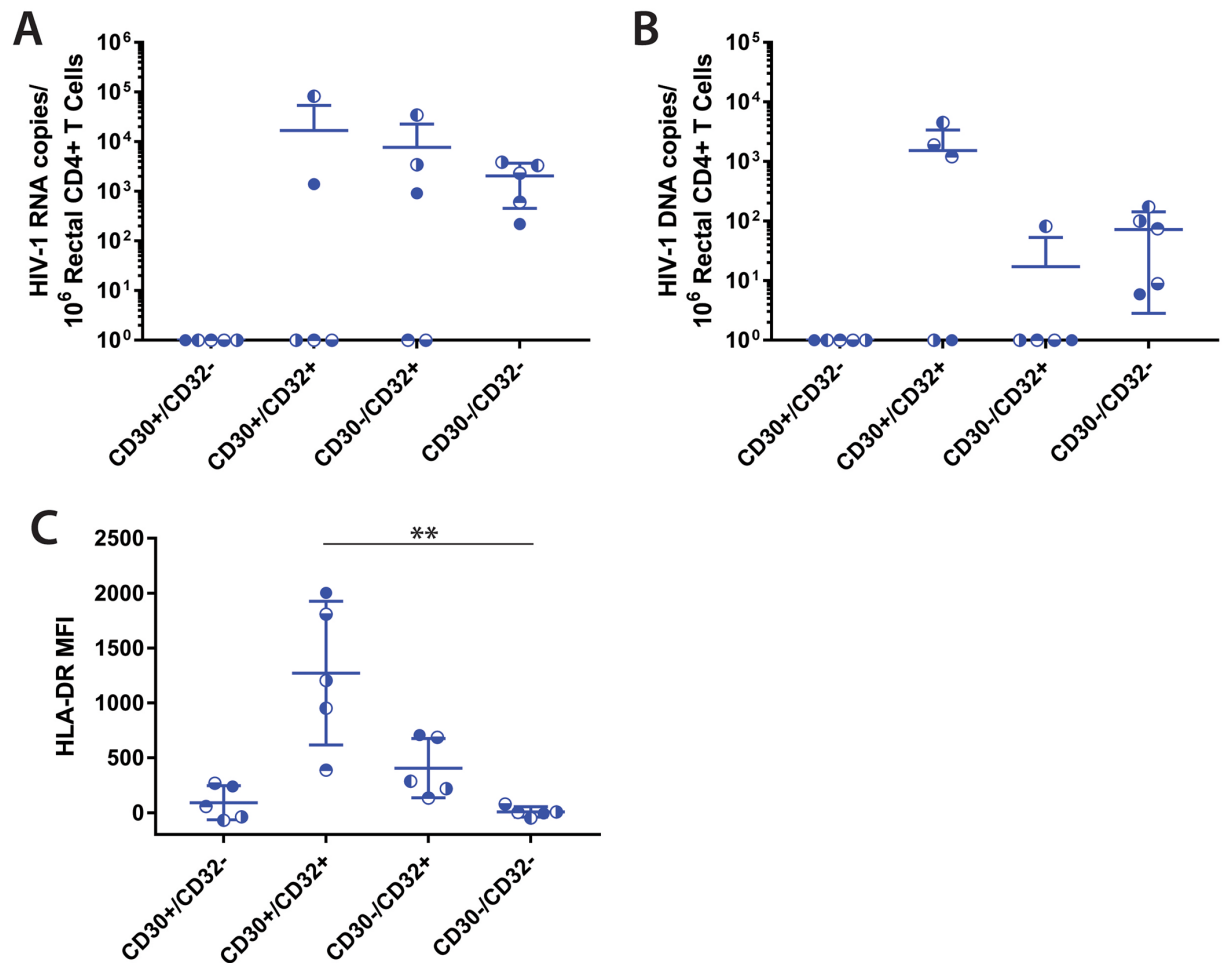 A
HIV-1 RNA copies/
10⁶ Rectal CD4+ T Cells
10⁶
10⁵
10⁴
10³
10²
10¹
10⁰
CD30+/CD32-
CD30+/CD32+
CD30-/CD32+
CD30-/CD32-
B
HIV-1 DNA copies/
10⁶ Rectal CD4+ T Cells
10⁵
10⁴
10³
10²
10¹
10⁰
CD30+/CD32-
CD30+/CD32+
CD30-/CD32+
CD30-/CD32-
C
HLA-DR MFI
2500
2000
1500
1000
500
0
**
CD30+/CD32-
CD30+/CD32+
CD30-/CD32+
CD30-/CD32-